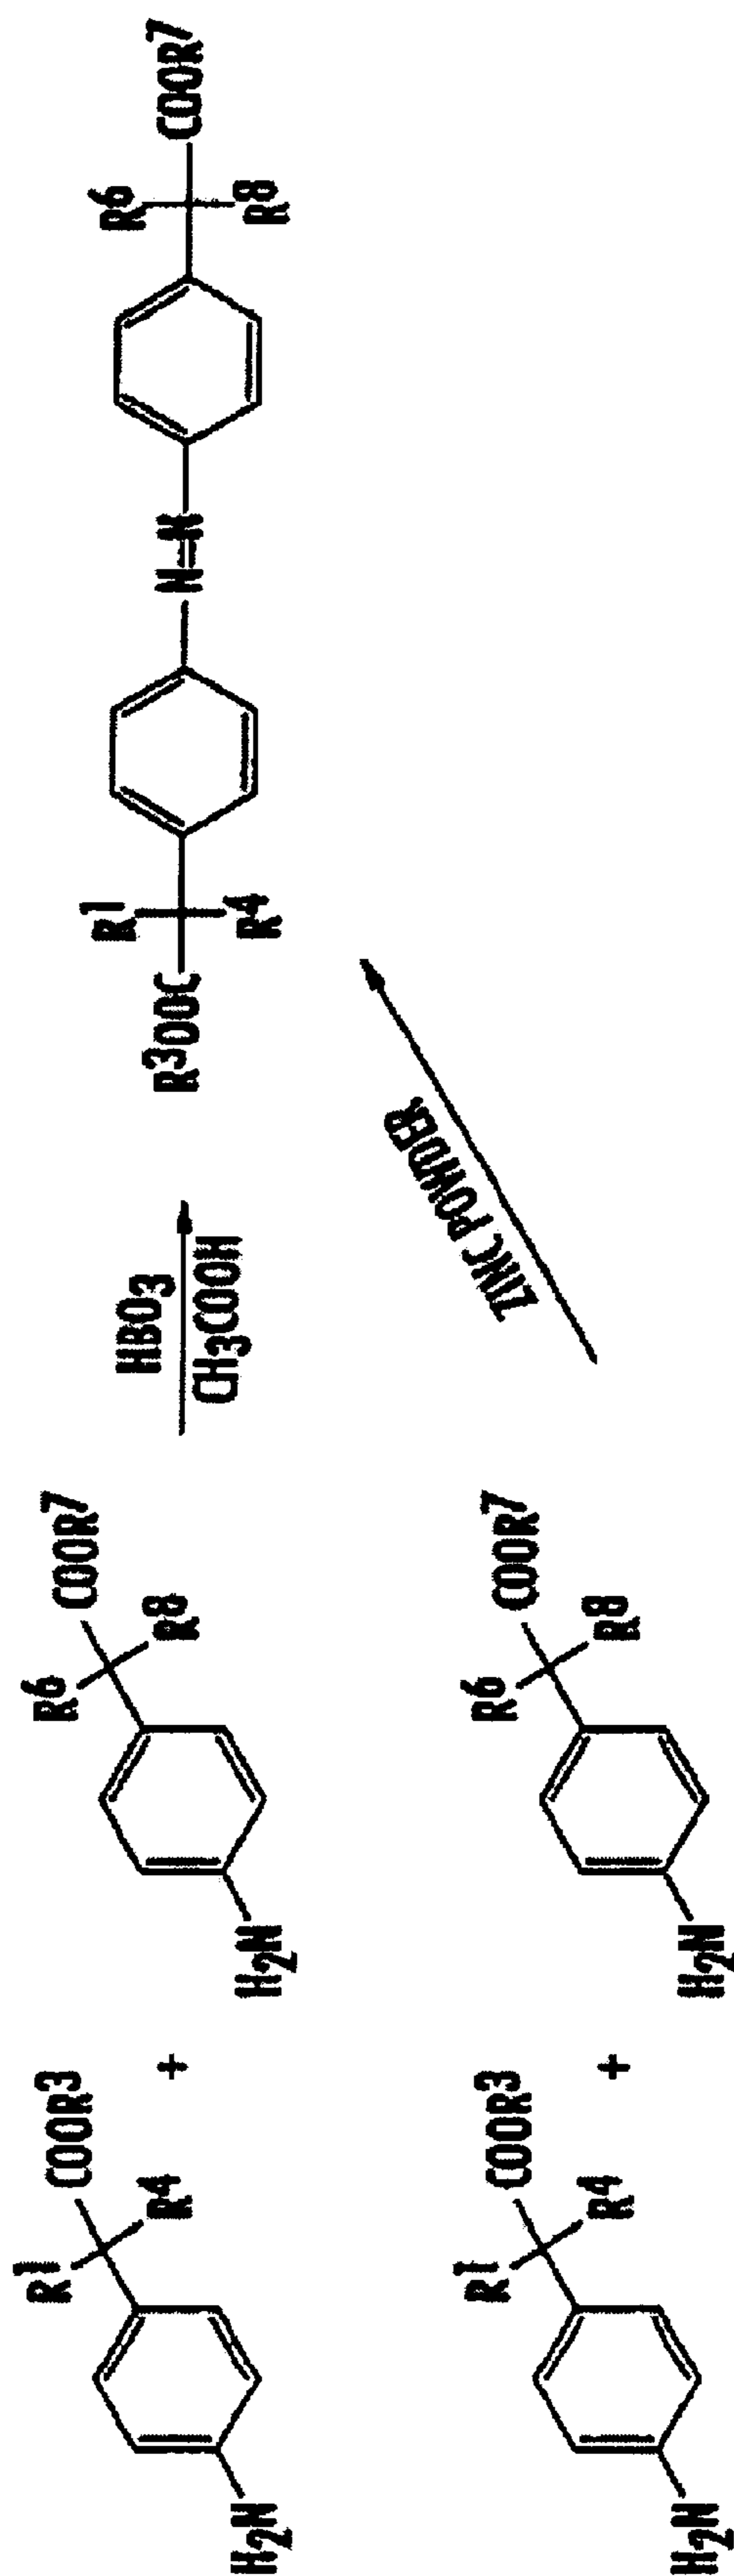 R¹ COOR³ R⁴ H₂N
+
R⁶ COOR⁷ R⁸ H₂N
HBO₃
CH₃COOH
R³OOC R¹ R⁴ N=N R⁶ R⁸ COOR⁷
R¹ COOR³ R⁴ H₂N
+
R⁶ COOR⁷ R⁸ H₂N
ZINC POWDER